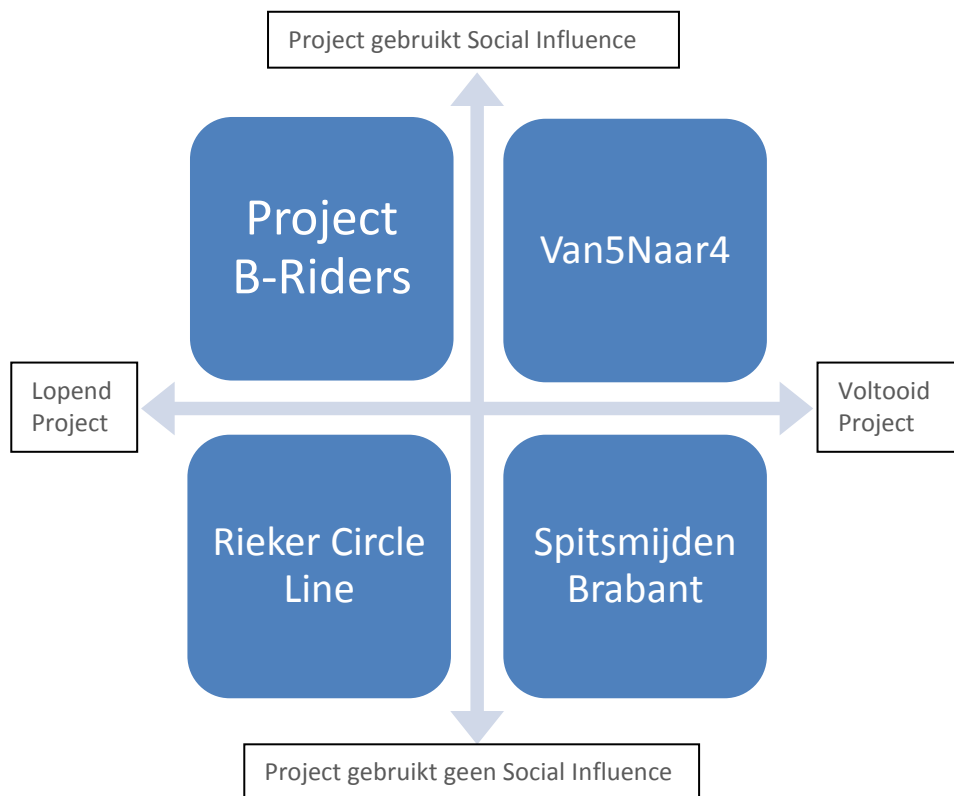 Project gebruikt Social Influence
Project
B-Riders
Van5Naar4
Lopend
Project
Voltooid
Project
Rieker Circle
Line
Spitsmijden
Brabant
Project gebruikt geen Social Influence